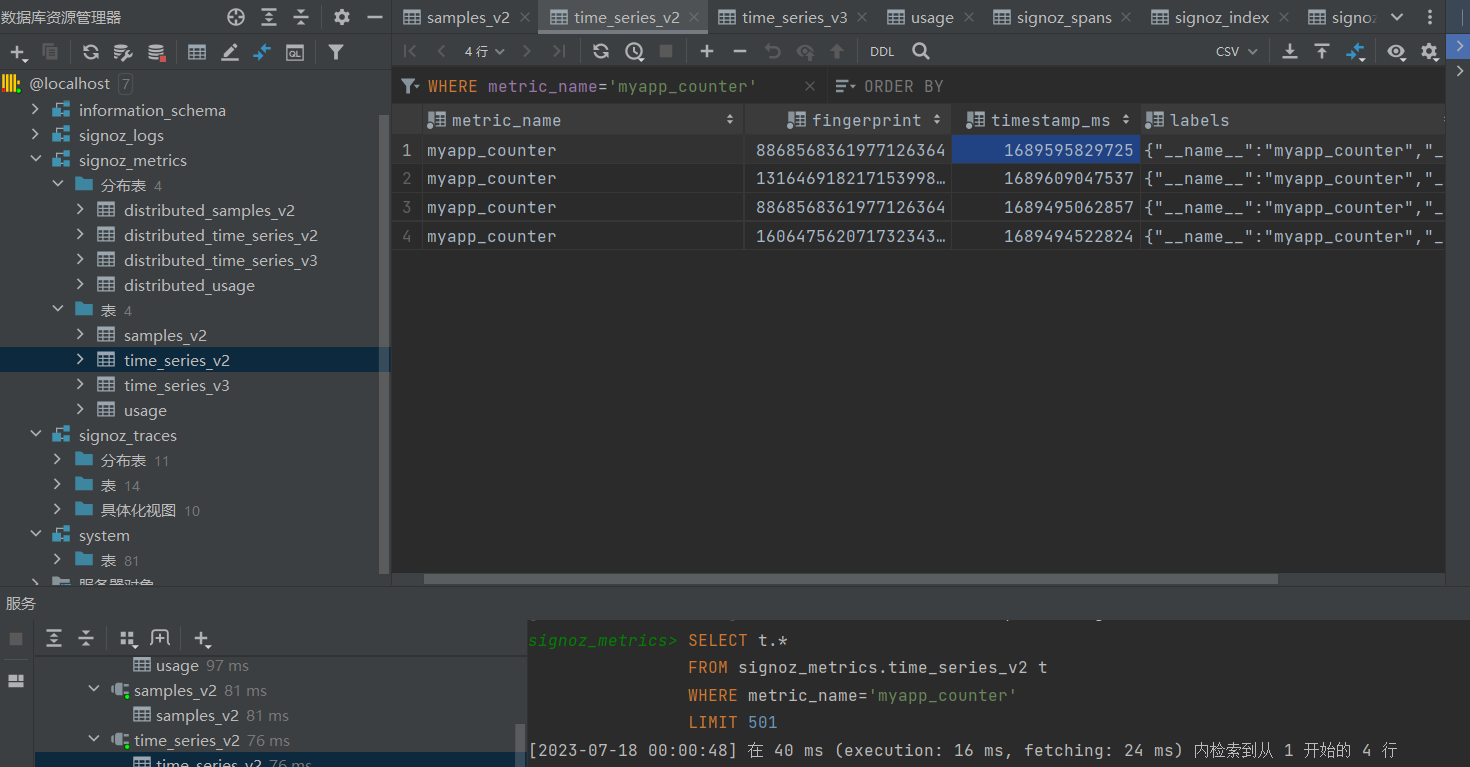 数据库资源管理器
@localhost 7
information_schema
signoz_logs
signoz_metrics
分布表 4
distributed_samples_v2
distributed_time_series_v2
distributed_time_series_v3
distributed_usage
表 4
samples_v2
time_series_v2
time_series_v3
usage
signoz_traces
分布表 11
表 14
具体化视图 10
system
表 81
服务器对象
samples_v2 time_series_v2 time_series_v3 usage signoz_spans signoz_index signoz
4 行 DDL CSV
WHERE metric_name='myapp_counter' ORDER BY
metric_name fingerprint timestamp_ms labels
1 myapp_counter 8868568361977126364 1689595829725 {"__name__":"myapp_counter","_
2 myapp_counter 131646918217153998… 1689609047537 {"__name__":"myapp_counter","_
3 myapp_counter 8868568361977126364 1689495062857 {"__name__":"myapp_counter","_
4 myapp_counter 160647562071732343… 1689494522824 {"__name__":"myapp_counter","_
服务
usage 97 ms
samples_v2 81 ms
samples_v2 81 ms
time_series_v2 76 ms
time_series_v2 76 ms
signoz_metrics> SELECT t.*
FROM signoz_metrics.time_series_v2 t
WHERE metric_name='myapp_counter'
LIMIT 501
[2023-07-18 00:00:48] 在 40 ms (execution: 16 ms, fetching: 24 ms) 内检索到从 1 开始的 4 行